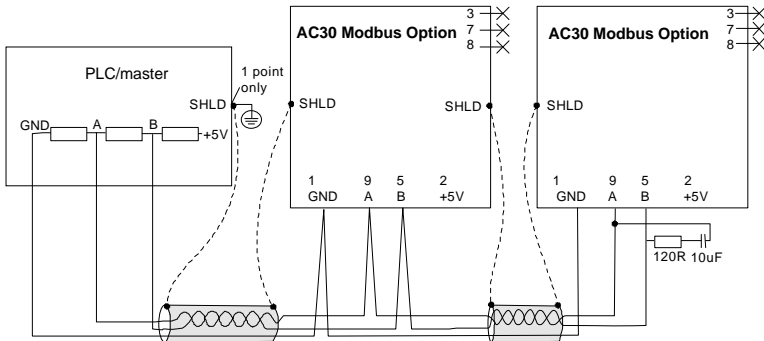 PLC/master
SHLD
1 point
only
GND A B +5V
AC30 Modbus Option
3
7
8
SHLD
1 9 5 2
GND A B +5V
AC30 Modbus Option
3
7
8
SHLD
1 9 5 2
GND A B +5V
120R 10uF